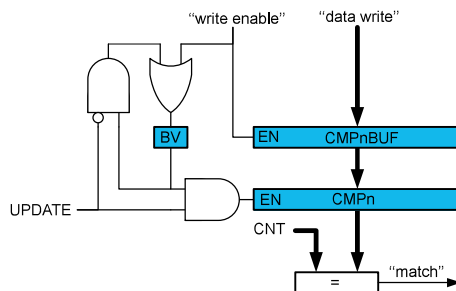 “write enable” “data write”
BV EN CMPnBUF
EN CMPn
UPDATE
CNT
= “match”